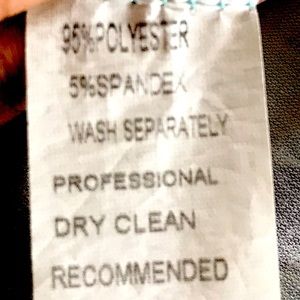 95%POLYESTER
5%SPANDEX
WASH SEPARATELY
PROFESSIONAL
DRY CLEAN
RECOMMENDED